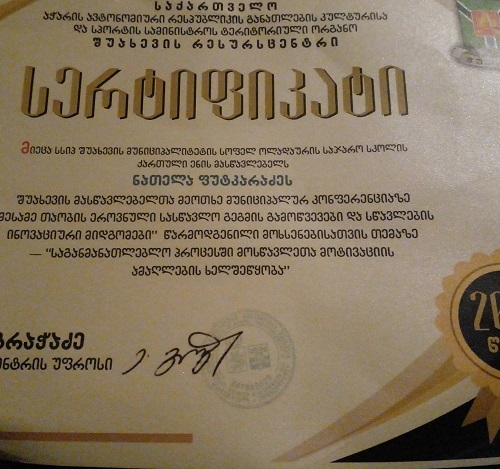 საქართველო
აჭარის ავტონომიური რესპუბლიკის განათლების კულტურისა
და სპორტის სამინისტროს ტერიტორიული ორგანო
შუახევის რესურსცენტრი
სერტიფიკატი
მიეცა სსიპ შუახევის მუნიციპალიტეტის სოფელ ოლადაურის საჯარო სკოლის
ქართული ენის მასწავლებელს
ნათელა ფუტკარაძეს
შუახევის მასწავლებელთა მეოთხე მუნიციპალურ კონფერენციაზე
მესამე თაობის ეროვნული სასწავლო გეგმის გამოწვევები და სწავლების
ინოვაციური მიდგომები" წარმოდგენილი მოხსენებისათვის თემაზე
— "საგანმანათლებლო პროცესში მოსწავლეთა მოტივაციის
ამაღლების ხელშეწყობა"
ენტრის უფროსი